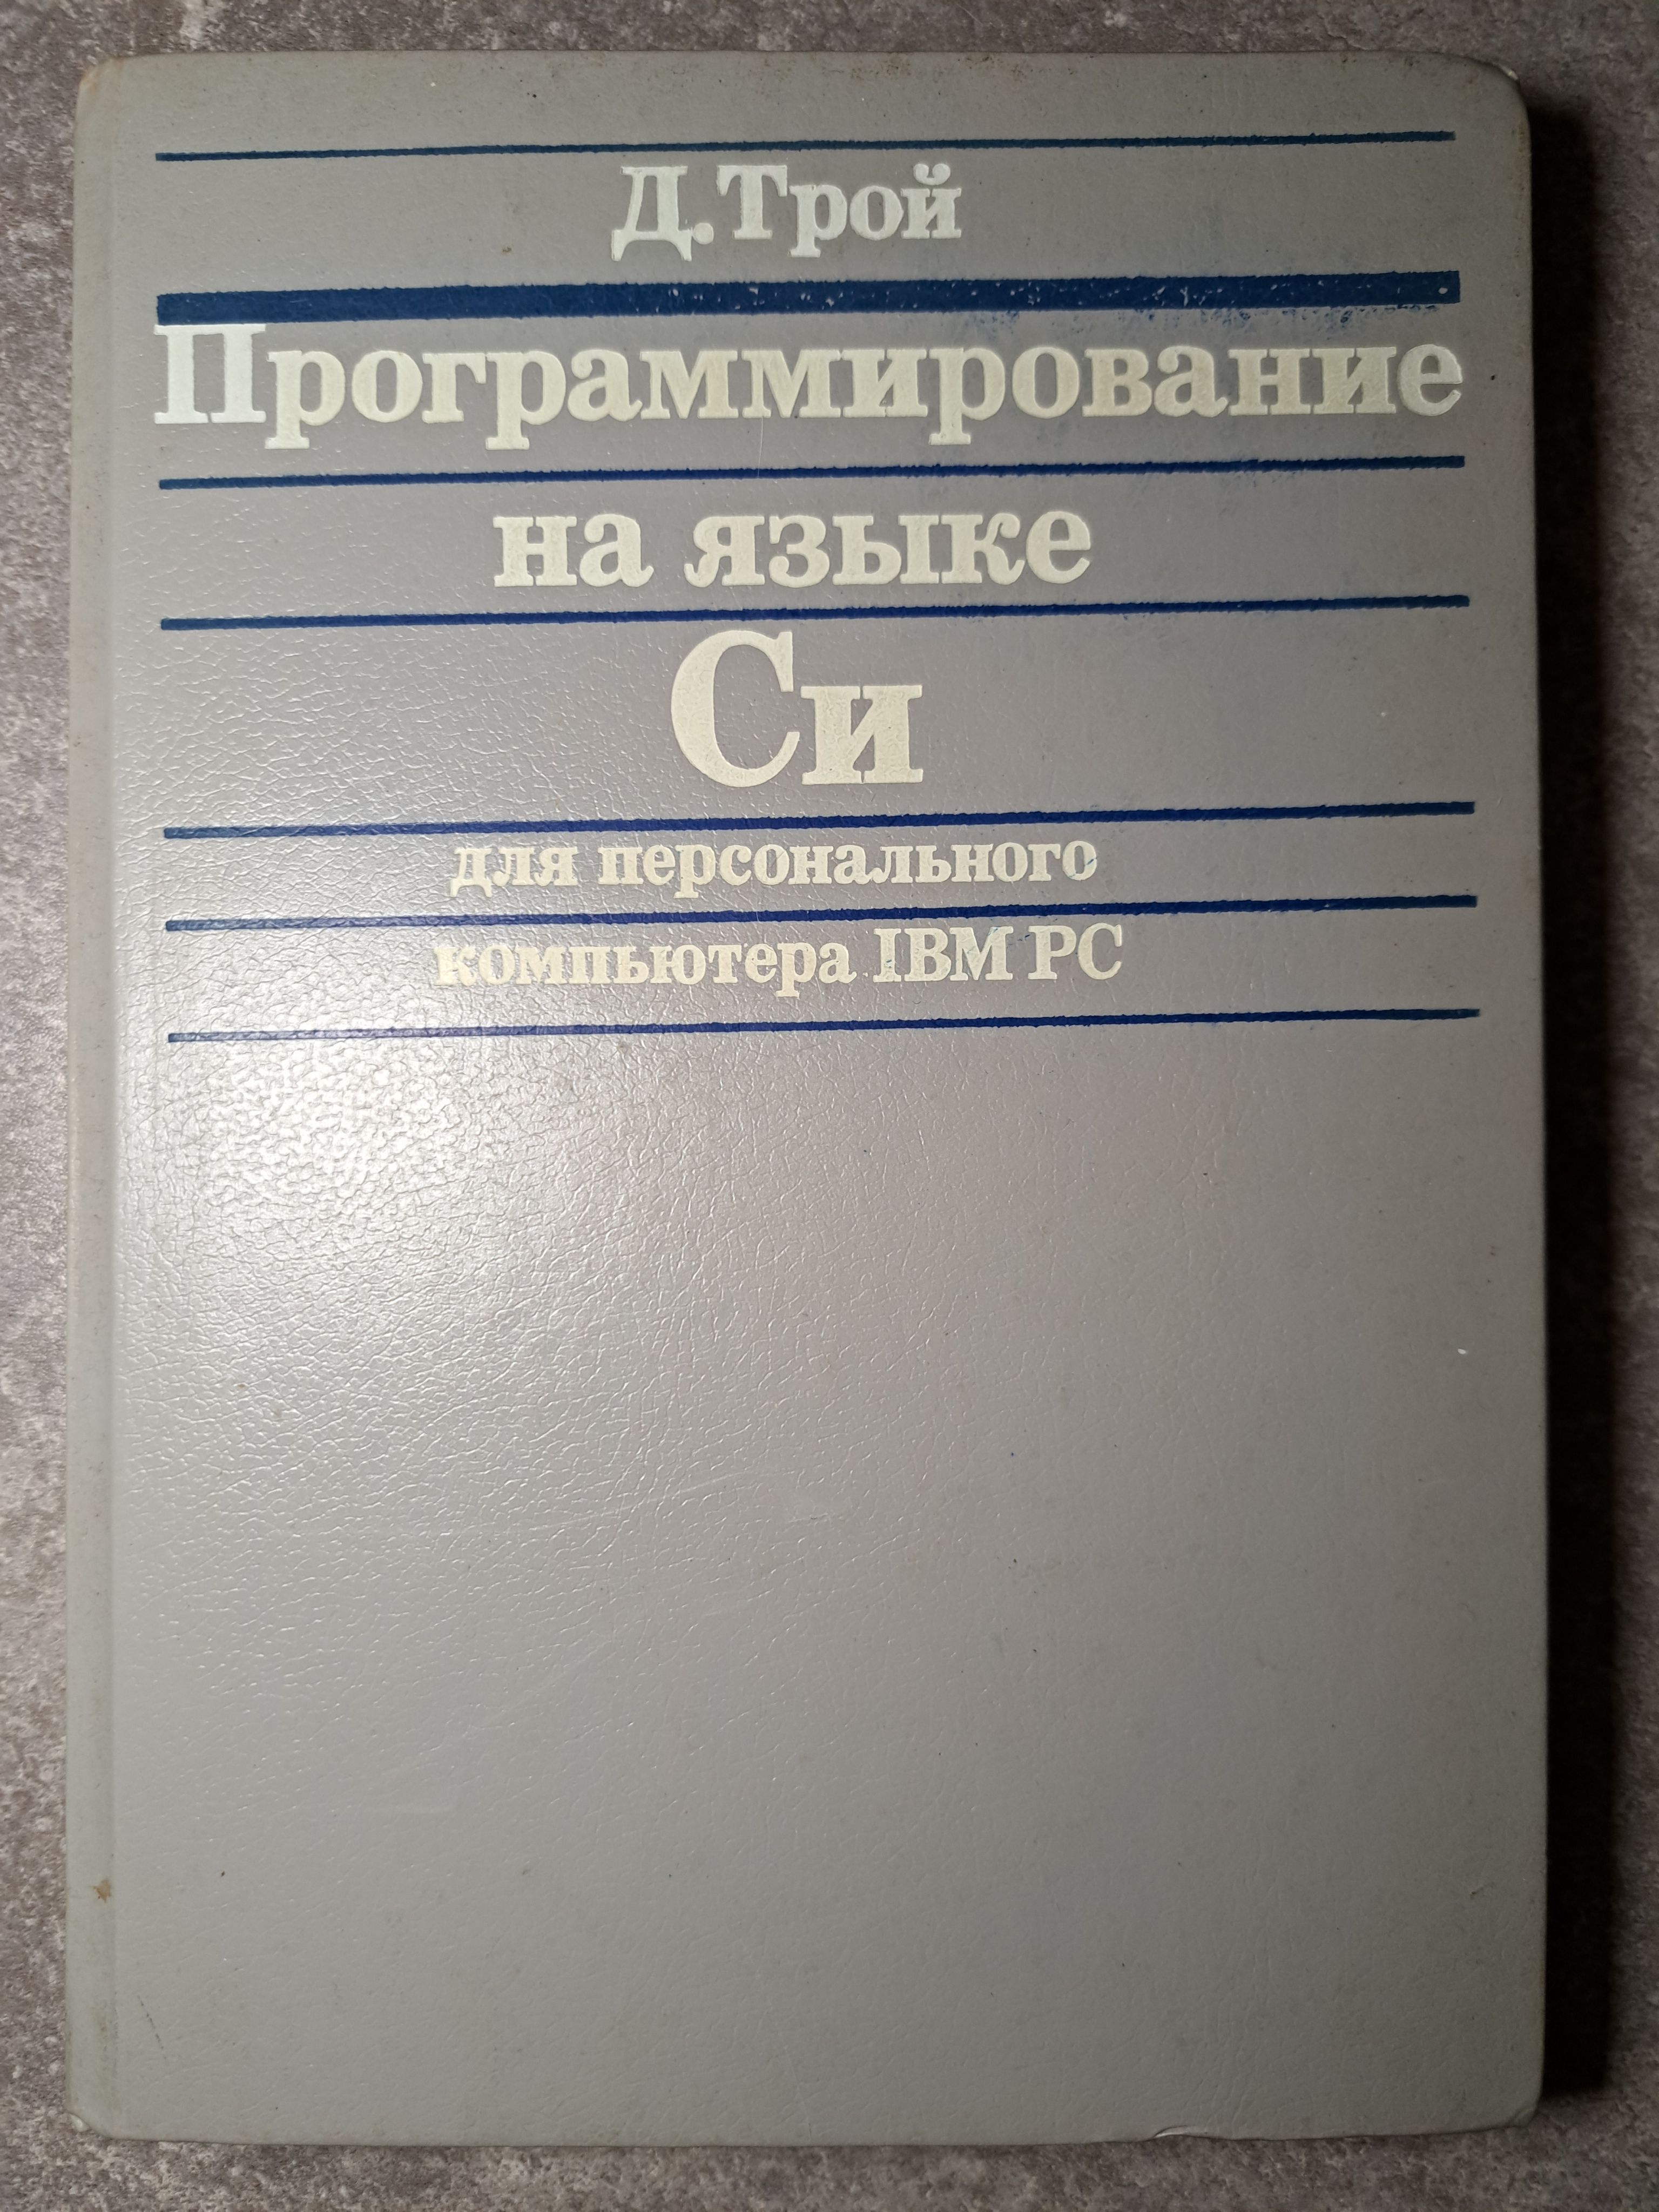 Д.Трой
Программирование
на языке
Си
для персонального
компьютера IBM PC